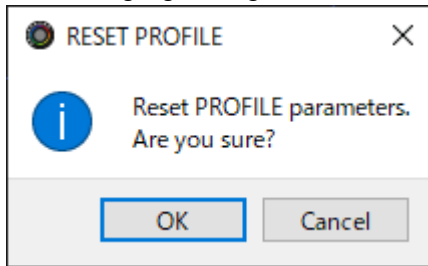 RESET PROFILE
Reset PROFILE parameters.
Are you sure?
OK
Cancel